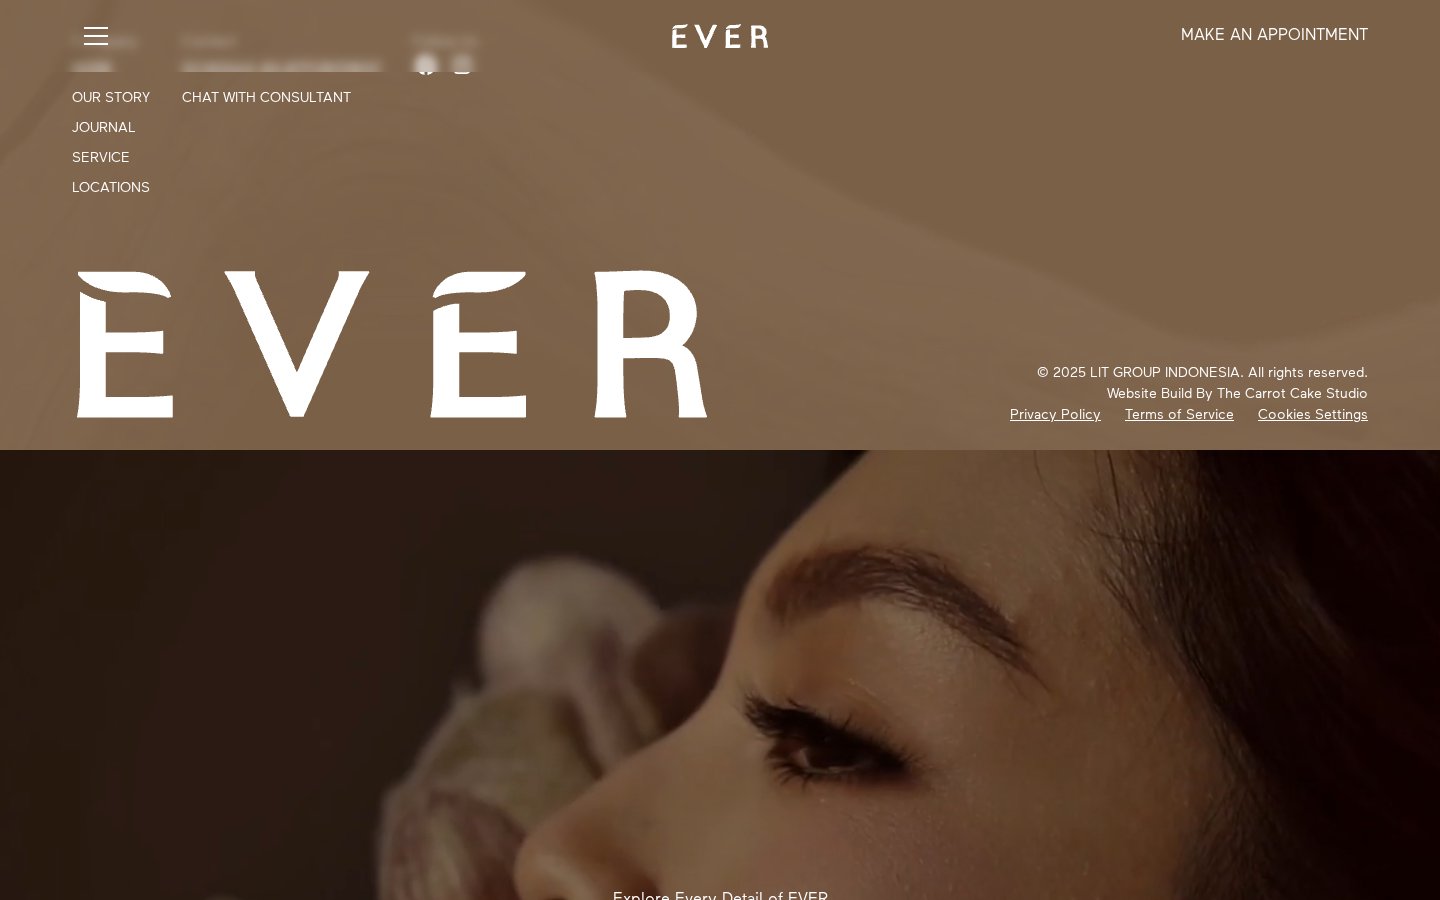 EVER
MAKE AN APPOINTMENT
OUR STORY
CHAT WITH CONSULTANT
JOURNAL
SERVICE
LOCATIONS
EVER
© 2025 LIT GROUP INDONESIA. All rights reserved.
Website Build By The Carrot Cake Studio
Privacy Policy Terms of Service Cookies Settings
Explore Every Detail of EVER